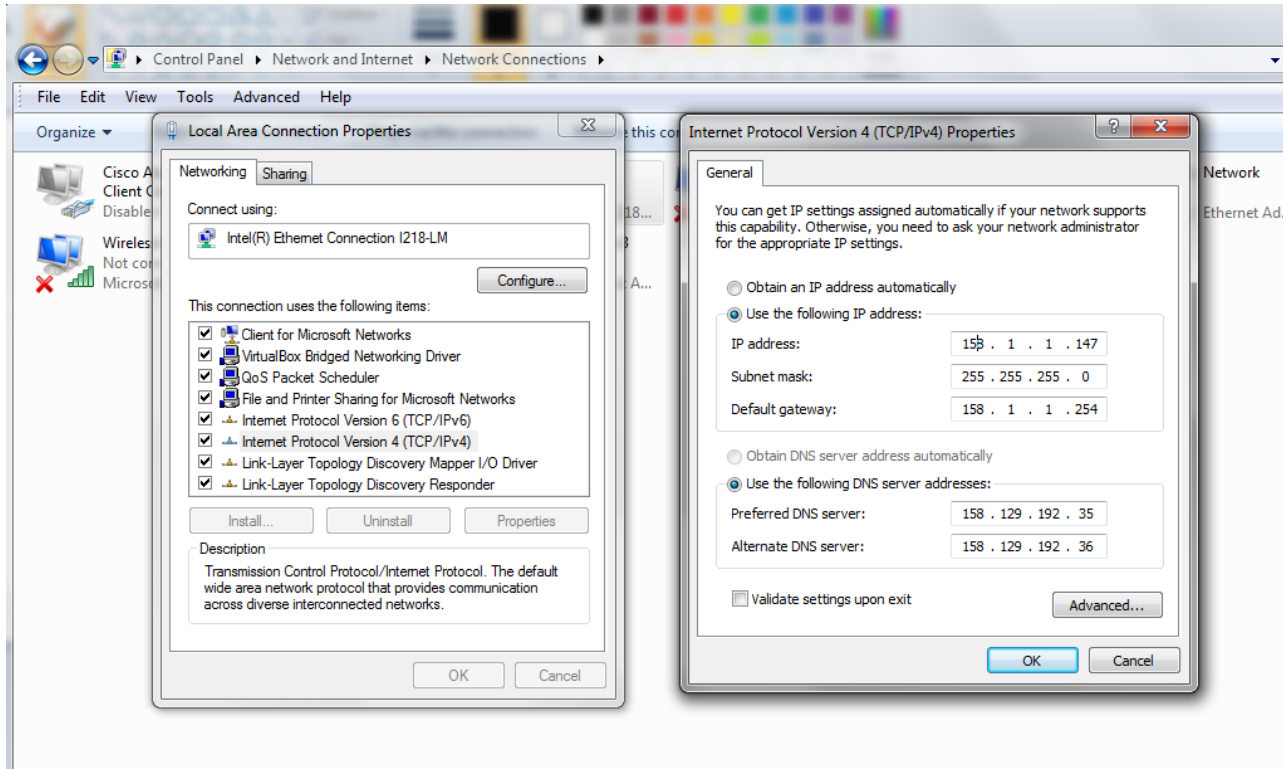 Control Panel ▸ Network and Internet ▸ Network Connections ▸
File Edit View Tools Advanced Help
Organize
this co
Cisco A
Client C
Disable
Wireles
Not co
Micros
18...
A...
Network
Ethernet Ad.
Local Area Connection Properties
Networking Sharing
Connect using:
Intel(R) Ethernet Connection I218-LM
Configure...
This connection uses the following items:
Client for Microsoft Networks
VirtualBox Bridged Networking Driver
QoS Packet Scheduler
File and Printer Sharing for Microsoft Networks
Internet Protocol Version 6 (TCP/IPv6)
Internet Protocol Version 4 (TCP/IPv4)
Link-Layer Topology Discovery Mapper I/O Driver
Link-Layer Topology Discovery Responder
Install... Uninstall Properties
Description
Transmission Control Protocol/Internet Protocol. The default
wide area network protocol that provides communication
across diverse interconnected networks.
OK Cancel
Internet Protocol Version 4 (TCP/IPv4) Properties
General
You can get IP settings assigned automatically if your network supports
this capability. Otherwise, you need to ask your network administrator
for the appropriate IP settings.
Obtain an IP address automatically
Use the following IP address:
IP address: 158 . 1 . 1 . 147
Subnet mask: 255 . 255 . 255 . 0
Default gateway: 158 . 1 . 1 . 254
Obtain DNS server address automatically
Use the following DNS server addresses:
Preferred DNS server: 158 . 129 . 192 . 35
Alternate DNS server: 158 . 129 . 192 . 36
Validate settings upon exit
Advanced...
OK Cancel